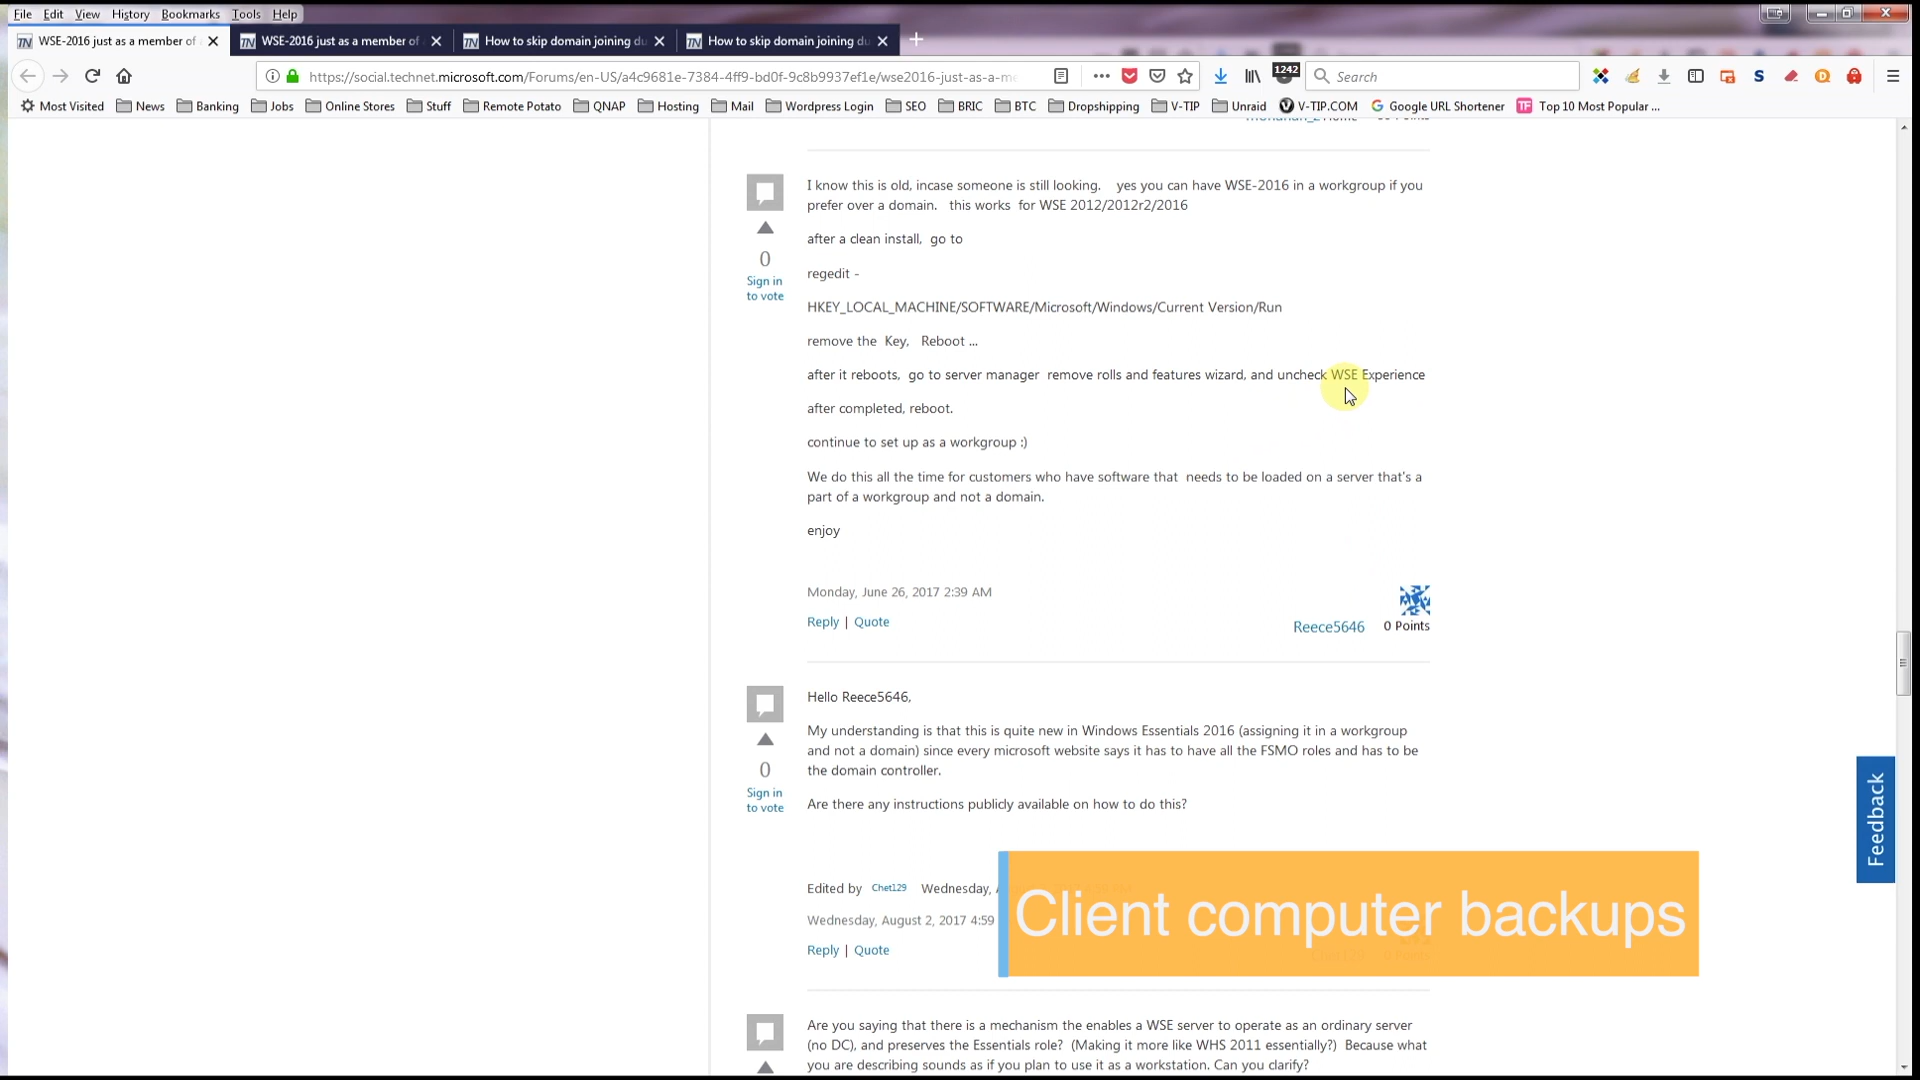 File Edit View History Bookmarks Tools Help
WSE-2016 just as a member of
WSE-2016 just as a member of
How to skip domain joining du
How to skip domain joining du
https://social.technet.microsoft.com/Forums/en-US/a4c9681e-7384-4ff9-bd0f-9c8b9937ef1e/wse2016-just-as-a-m
1242
Search
Most Visited News Banking Jobs Online Stores Stuff Remote Potato QNAP Hosting Mail Wordpress Login SEO BRIC BTC Dropshipping V-TIP Unraid V-TIP.COM Google URL Shortener Top 10 Most Popular ...
I know this is old, incase someone is still looking. yes you can have WSE-2016 in a workgroup if you
prefer over a domain. this works for WSE 2012/2012r2/2016
after a clean install, go to
regedit -
HKEY_LOCAL_MACHINE/SOFTWARE/Microsoft/Windows/Current Version/Run
remove the Key, Reboot ...
after it reboots, go to server manager remove rolls and features wizard, and uncheck WSE Experience
after completed, reboot.
continue to set up as a workgroup :)
We do this all the time for customers who have software that needs to be loaded on a server that's a
part of a workgroup and not a domain.
enjoy
0
Sign in
to vote
Monday, June 26, 2017 2:39 AM
Reply | Quote
Reece5646 0 Points
Hello Reece5646,
My understanding is that this is quite new in Windows Essentials 2016 (assigning it in a workgroup
and not a domain) since every microsoft website says it has to have all the FSMO roles and has to be
the domain controller.
Are there any instructions publicly available on how to do this?
0
Sign in
to vote
Edited by Chet129 Wednesday,
Wednesday, August 2, 2017 4:59
Reply | Quote
Client computer backups
Feedback
Are you saying that there is a mechanism the enables a WSE server to operate as an ordinary server
(no DC), and preserves the Essentials role? (Making it more like WHS 2011 essentially?) Because what
you are describing sounds as if you plan to use it as a workstation. Can you clarify?